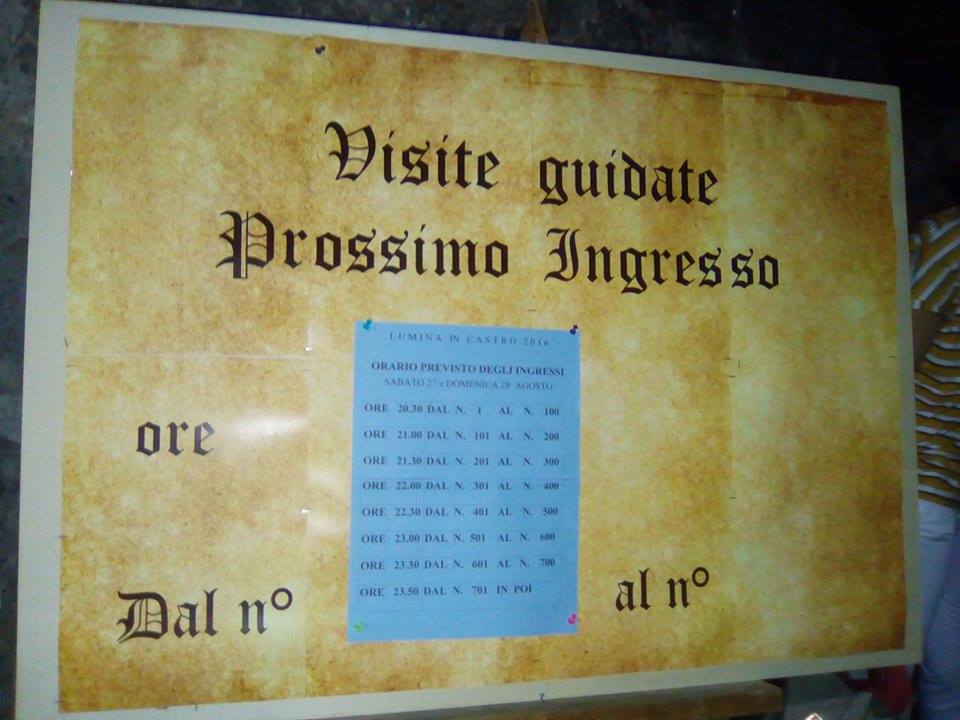 Visite guidate
Prossimo Ingresso
LUMINA IN CASTRO 2016
ORARIO PREVISTO DEGLI INGRESSI
SABATO 27 e DOMENICA 28 AGOSTO
ORE 20.30 DAL N. 1 AL N. 100
ORE 21.00 DAL N. 101 AL N. 200
ORE 21.30 DAL N. 201 AL N. 300
ORE 22.00 DAL N. 301 AL N. 400
ORE 22.30 DAL N. 401 AL N. 500
ORE 23.00 DAL N. 501 AL N. 600
ORE 23.30 DAL N. 601 AL N. 700
ORE 23.50 DAL N. 701 IN POI
ore
Dal n°
al n°